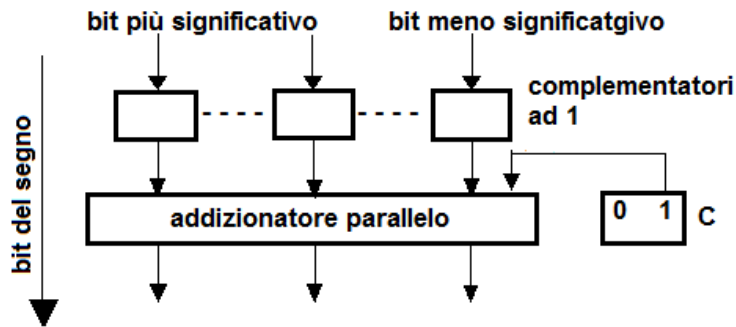 bit più significativo
bit meno significatgivo
complementatori
ad 1
bit del segno
addizionatore parallelo
0 1
C